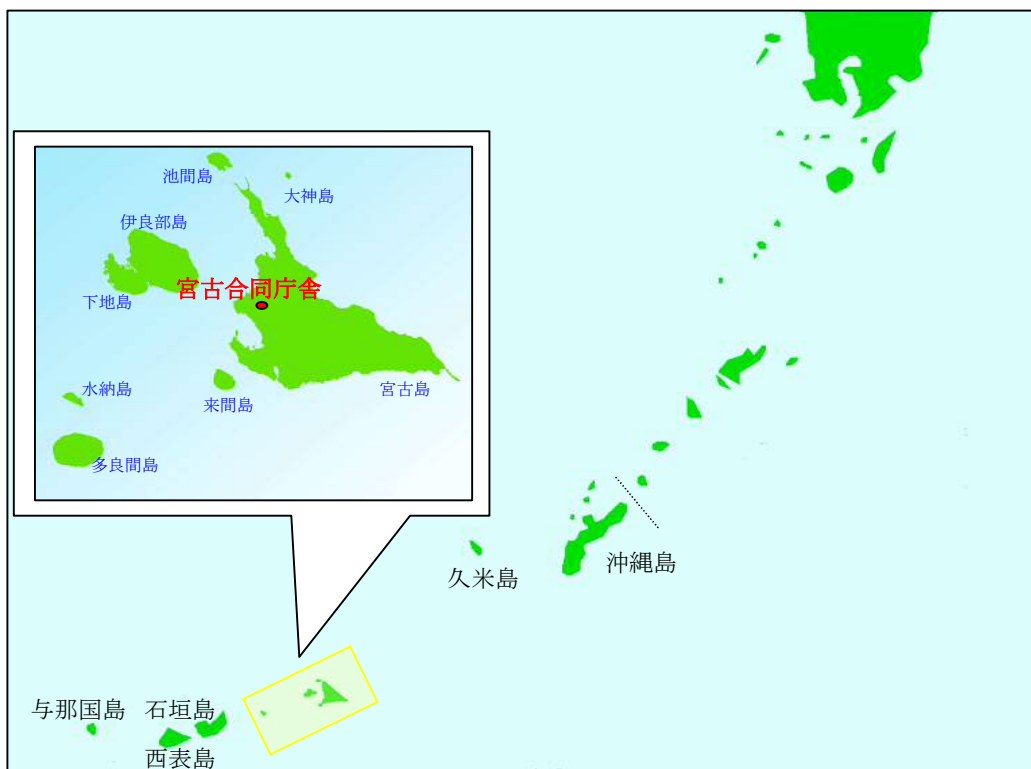 池間島
大神島
伊良部島
宮古合同庁舎
下地島
水納島
来間島
宮古島
多良間島
久米島
沖縄島
与那国島
石垣島
西表島